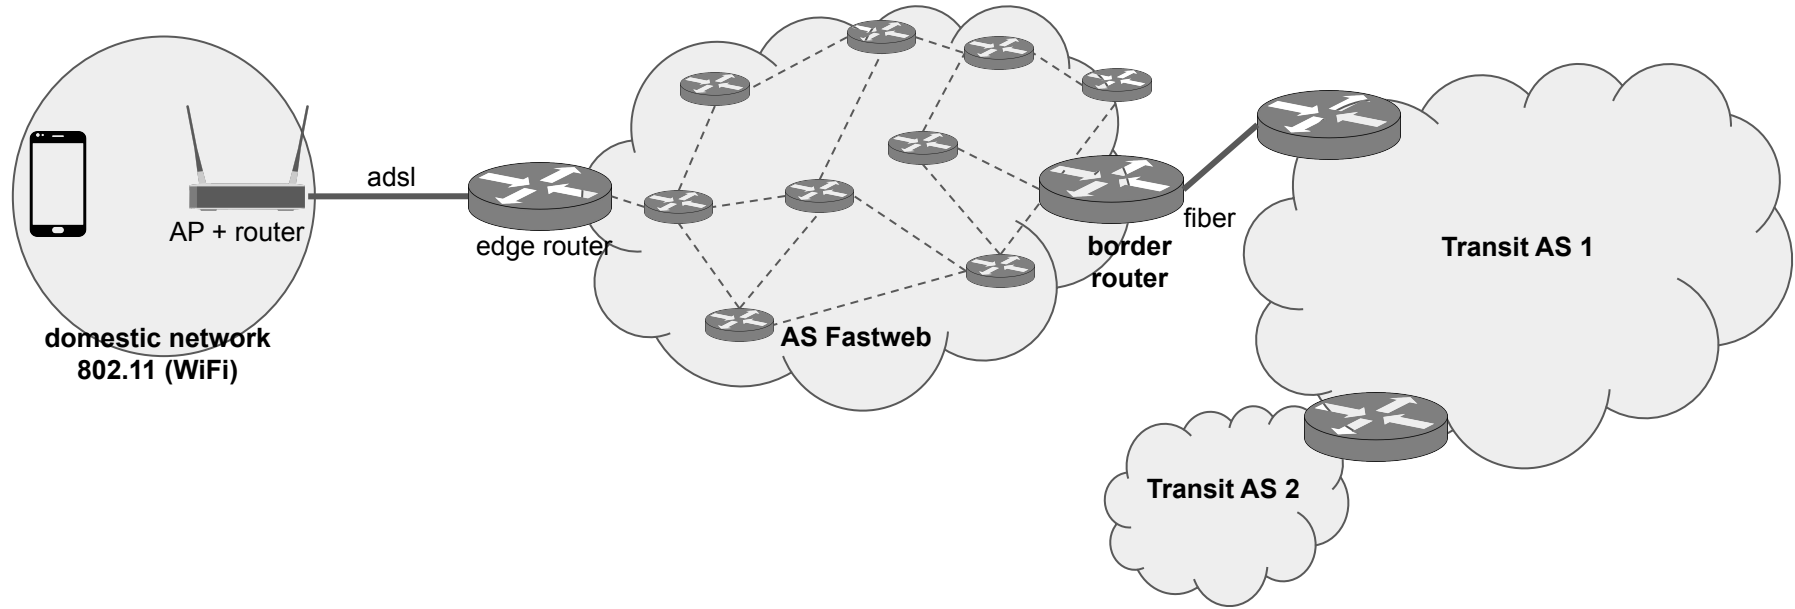 adsl
AP + router
edge router
fiber
border
router
Transit AS 1
domestic network
802.11 (WiFi)
AS Fastweb
Transit AS 2